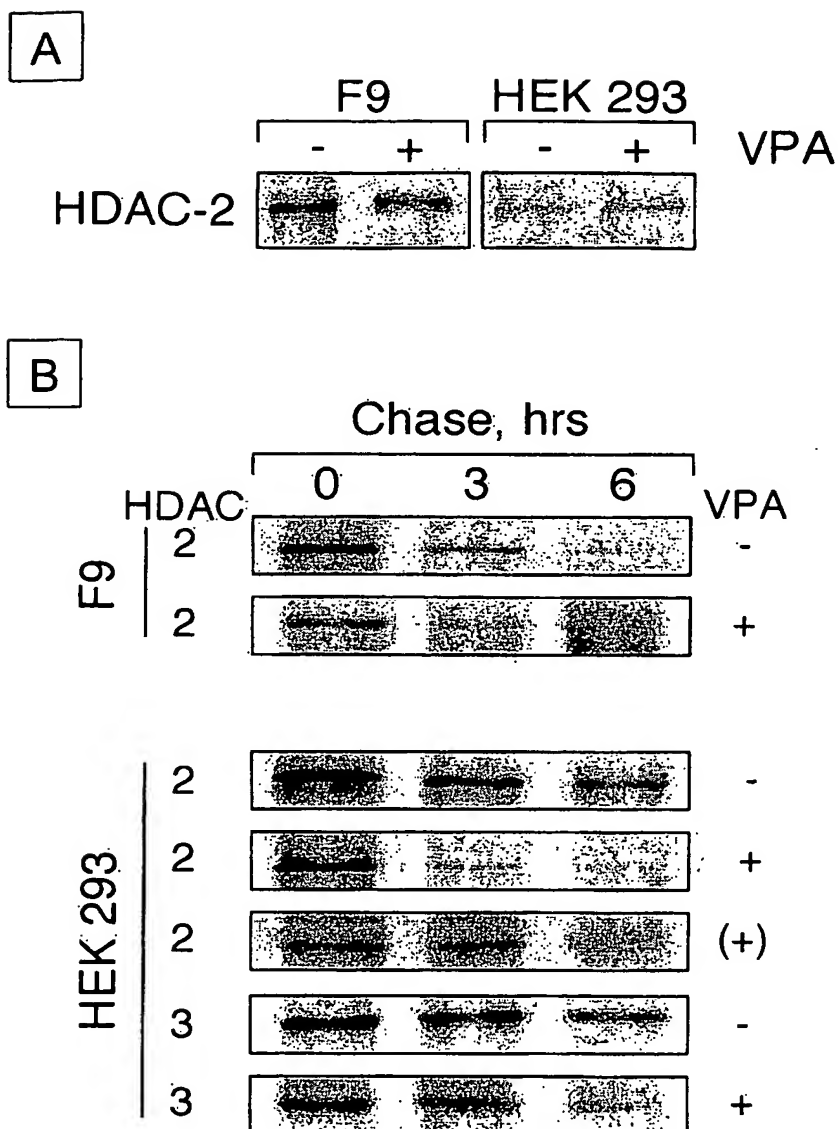 A
F9 HEK 293
- + - + VPA
HDAC-2
B
Chase, hrs
HDAC 0 3 6 VPA
F9
2 -
2 +
HEK 293
2 -
2 +
2 (+)
3 -
3 +